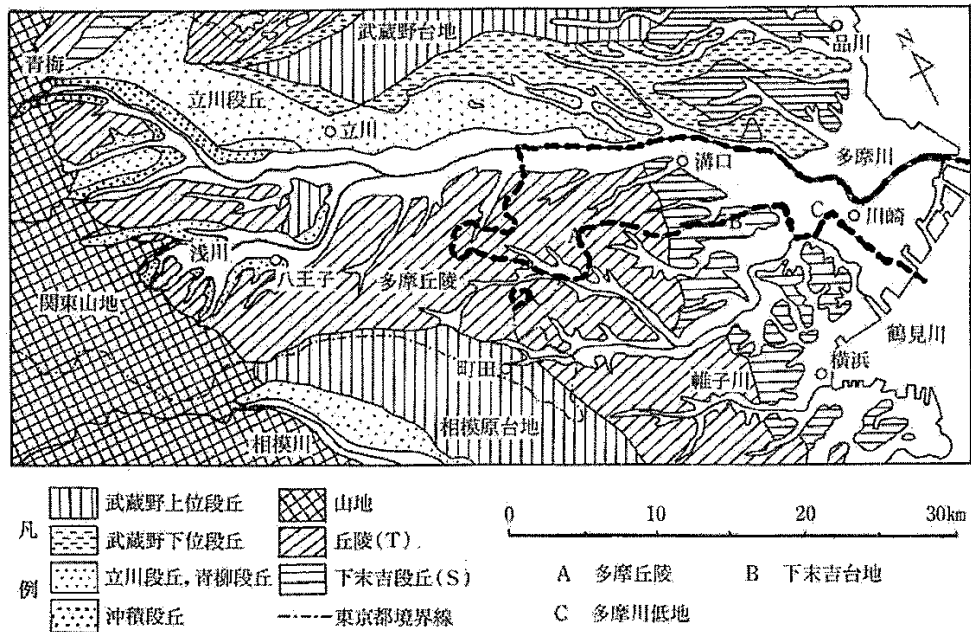 武蔵野台地
品川
N
青海
立川段丘
S
立川
多摩川
溝口
B
C
川崎
浅川
八王子
多摩丘陵
A
関東山地
鶴見川
町田
帷子川
横浜
相模川
相模原台地
凡例
武蔵野上位段丘
武蔵野下位段丘
立川段丘,青柳段丘
沖積段丘
山地
丘陵(T)
下末吉段丘(S)
東京都境界線
0 10 20 30km
A 多摩丘陵 B 下末吉台地
C 多摩川低地